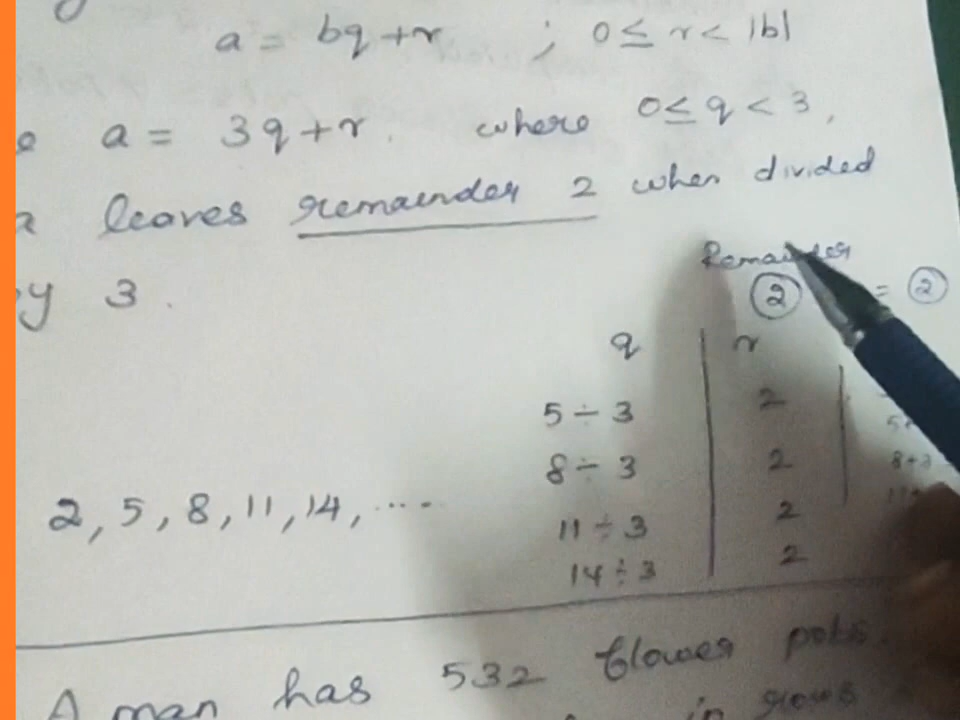 a = bq + r ; 0 ≤ r < |b|
a = 3q + r. where 0 ≤ q < 3,
leaves remainder 2 when divided
3.
Remainder
2 = 2
q r
5 ÷ 3 2
8 ÷ 3 2
2, 5, 8, 11, 14, ....
11 ÷ 3 2
14 ÷ 3 2
A man has 532 flower pots.
in rows